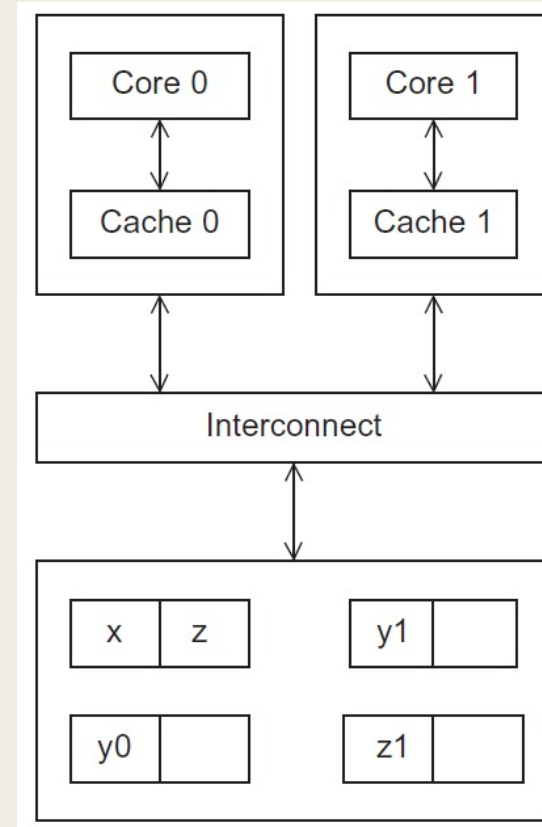 Core 0 Core 1
Cache 0 Cache 1
Interconnect
x z y1
y0 z1